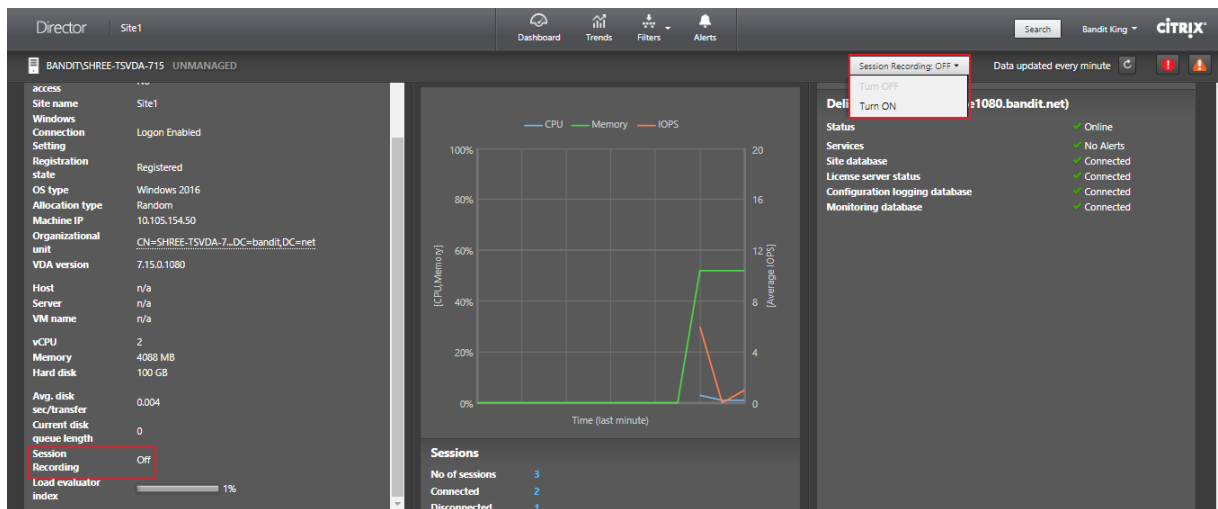 Director Site1
Dashboard Trends Filters Alerts
Search Bandit King CİTRIX
BANDIT\SHREE-TSVDA-715 UNMANAGED
Session Recording: OFF
Turn OFF
Turn ON
Data updated every minute
access
Site name Site1
Windows
Connection
Setting Logon Enabled
Registration
state Registered
OS type Windows 2016
Allocation type Random
Machine IP 10.105.154.50
Organizational
unit CN=SHREE-TSVDA-7...DC=bandit,DC=net
VDA version 7.15.0.1080
Host n/a
Server n/a
VM name n/a
vCPU 2
Memory 4088 MB
Hard disk 100 GB
Avg. disk
sec/transfer 0.004
Current disk
queue length 0
Session
Recording Off
Load evaluator
index 1%
CPU Memory IOPS
100% 20
80% 16
60% 12
40% 8
20% 4
0% 0
[CPU,Memory]
[Average IOPS]
Time (last minute)
Sessions
No of sessions 3
Connected 2
Disconnected 1
Deli e1080.bandit.net)
Status Online
Services No Alerts
Site database Connected
License server status Connected
Configuration logging database Connected
Monitoring database Connected